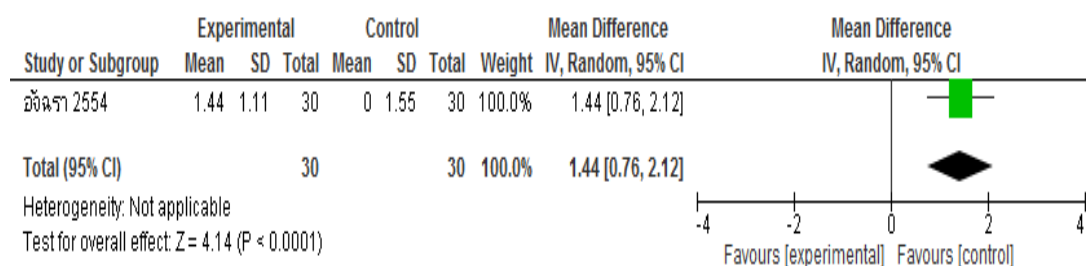 Experimental Control Mean Difference Mean Difference
Study or Subgroup Mean SD Total Mean SD Total Weight IV, Random, 95% CI IV, Random, 95% CI
อัจฉรา 2554 1.44 1.11 30 0 1.55 30 100.0% 1.44 [0.76, 2.12]
Total (95% CI) 30 30 100.0% 1.44 [0.76, 2.12]
Heterogeneity: Not applicable
Test for overall effect: Z = 4.14 (P < 0.0001)
-4 -2 0 2 4
Favours [experimental] Favours [control]